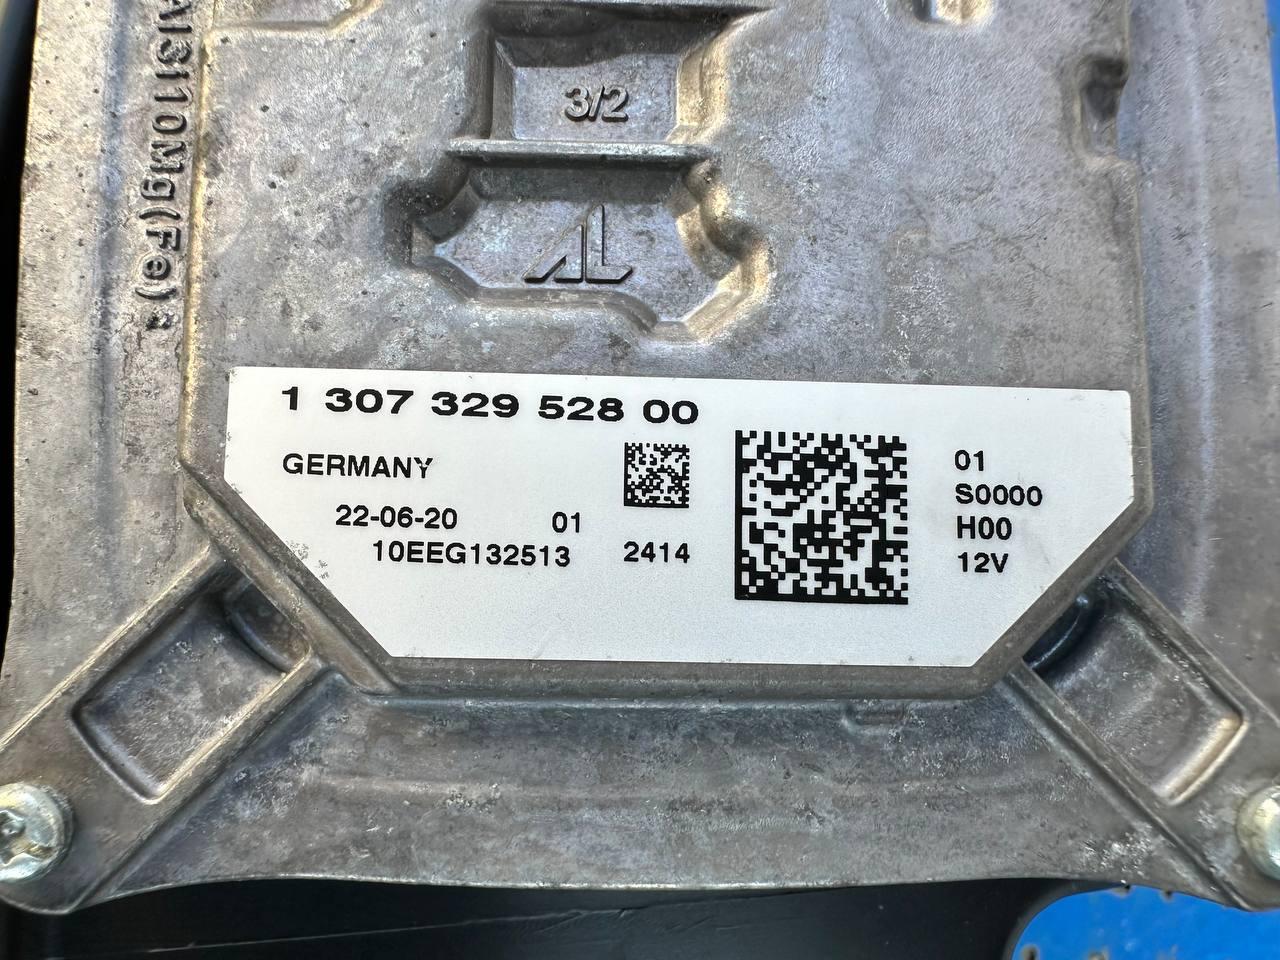 AlSi10Mg(Fe):
3/2
AL
1 307 329 528 00
GERMANY
22-06-20 01
10EEG132513 2414
01
S0000
H00
12V